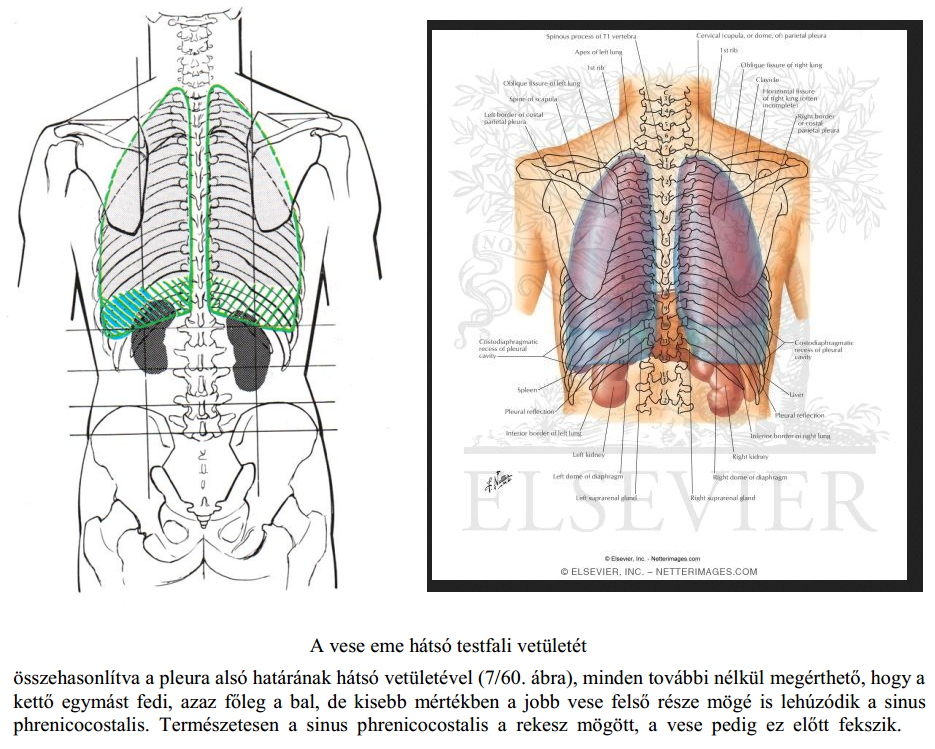 Spinous process of T1 vertebra
Apex of left lung
1st rib
Oblique fissure of left lung
Spine of scapula
Left border of costal
parietal pleura
Cervical (cupula, or dome, of) parietal pleura
1st rib
Oblique fissure of right lung
Clavicle
Horizontal fissure
of right lung (often
incomplete)
Right border
of costal
parietal pleura
Costodiaphragmatic
recess of pleural
cavity
Spleen
Pleural reflection
Inferior border of left lung
Left kidney
Left dome of diaphragm
Left suprarenal gland
Costodiaphragmatic
recess of pleural
cavity
Liver
Pleural reflection
Inferior border of right lung
Right kidney
Right dome of diaphragm
Right suprarenal gland
ELSEVIER
© Elsevier, Inc. - Netterimages.com
© ELSEVIER, INC. – NETTERIMAGES.COM
A vese eme hátsó testfali vetületét
összehasonlítva a pleura alsó határának hátsó vetületével (7/60. ábra), minden további nélkül megérthető, hogy a
kettő egymást fedi, azaz főleg a bal, de kisebb mértékben a jobb vese felső része mögé is lehúzódik a sinus
phrenicocostalis. Természetesen a sinus phrenicocostalis a rekesz mögött, a vese pedig ez előtt fekszik.